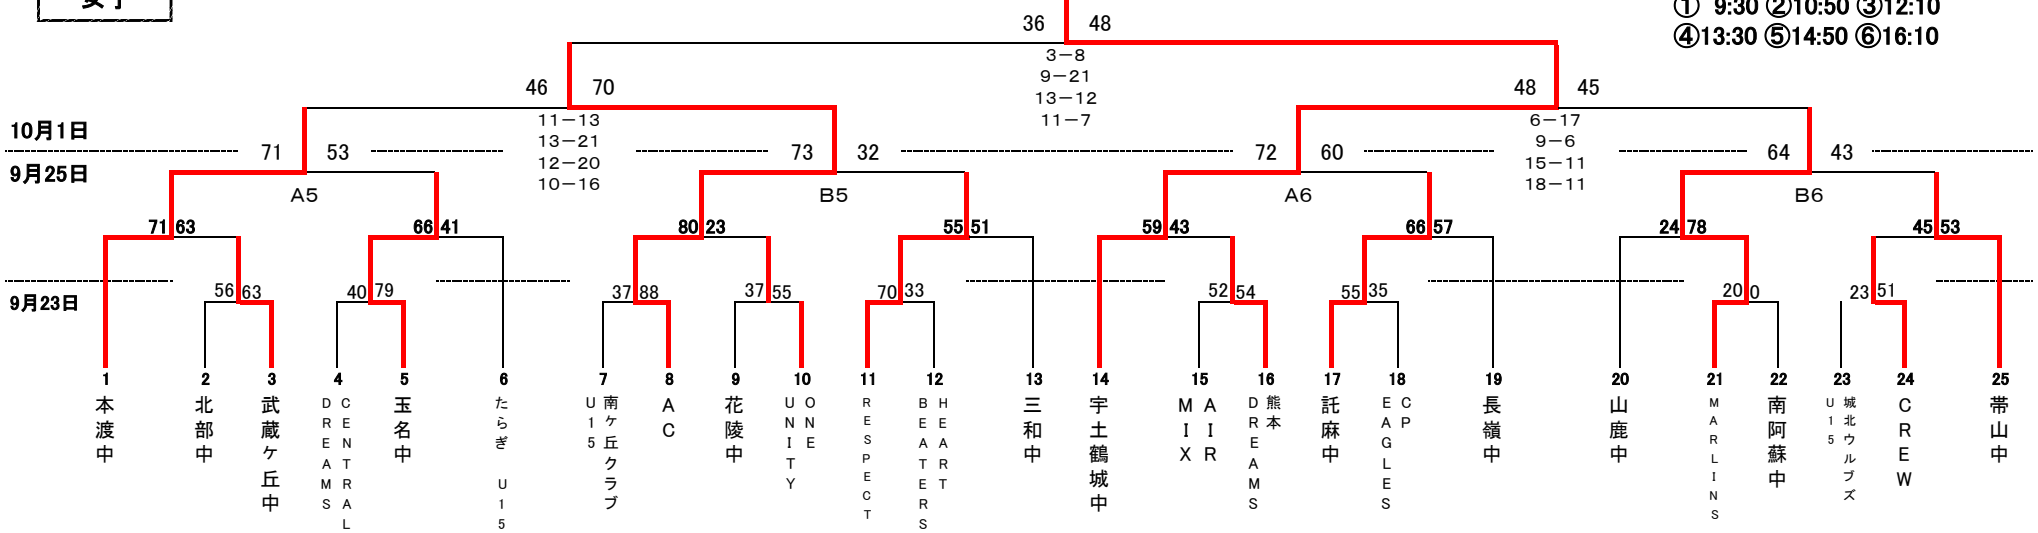 女子
36 48
① 9:30 ②10:50 ③12:10
④13:30 ⑤14:50 ⑥16:10
3－8
9－21
13－12
11－7
46 70
48 45
11－13
13－21
12－20
10－16
6－17
9－6
15－11
18－11
10月1日
71 53
73 32
72 60
64 43
9月25日
A5
B5
A6
B6
71 63
66 41
80 23
55 51
59 43
66 57
24 78
45 53
9月23日
56 63
40 79
37 88
37 55
70 33
52 54
55 35
20 0
23 51
1 2 3 4 5 6 7 8 9 10 11 12 13 14 15 16 17 18 19 20 21 22 23 24 25
本渡中
北部中
武蔵ケ丘中
CENTRAL
DREAMS
玉名中
たらぎ U15
南ケ丘クラブ
U15
AC
花陵中
ONE
UNITY
RESPECT
HEART
BEATERS
三和中
宇土鶴城中
AIR
MIX
熊本
DREAMS
託麻中
CP
EAGLES
長嶺中
山鹿中
MARLINS
南阿蘇中
城北ウルブズ
U15
CREW
帯山中